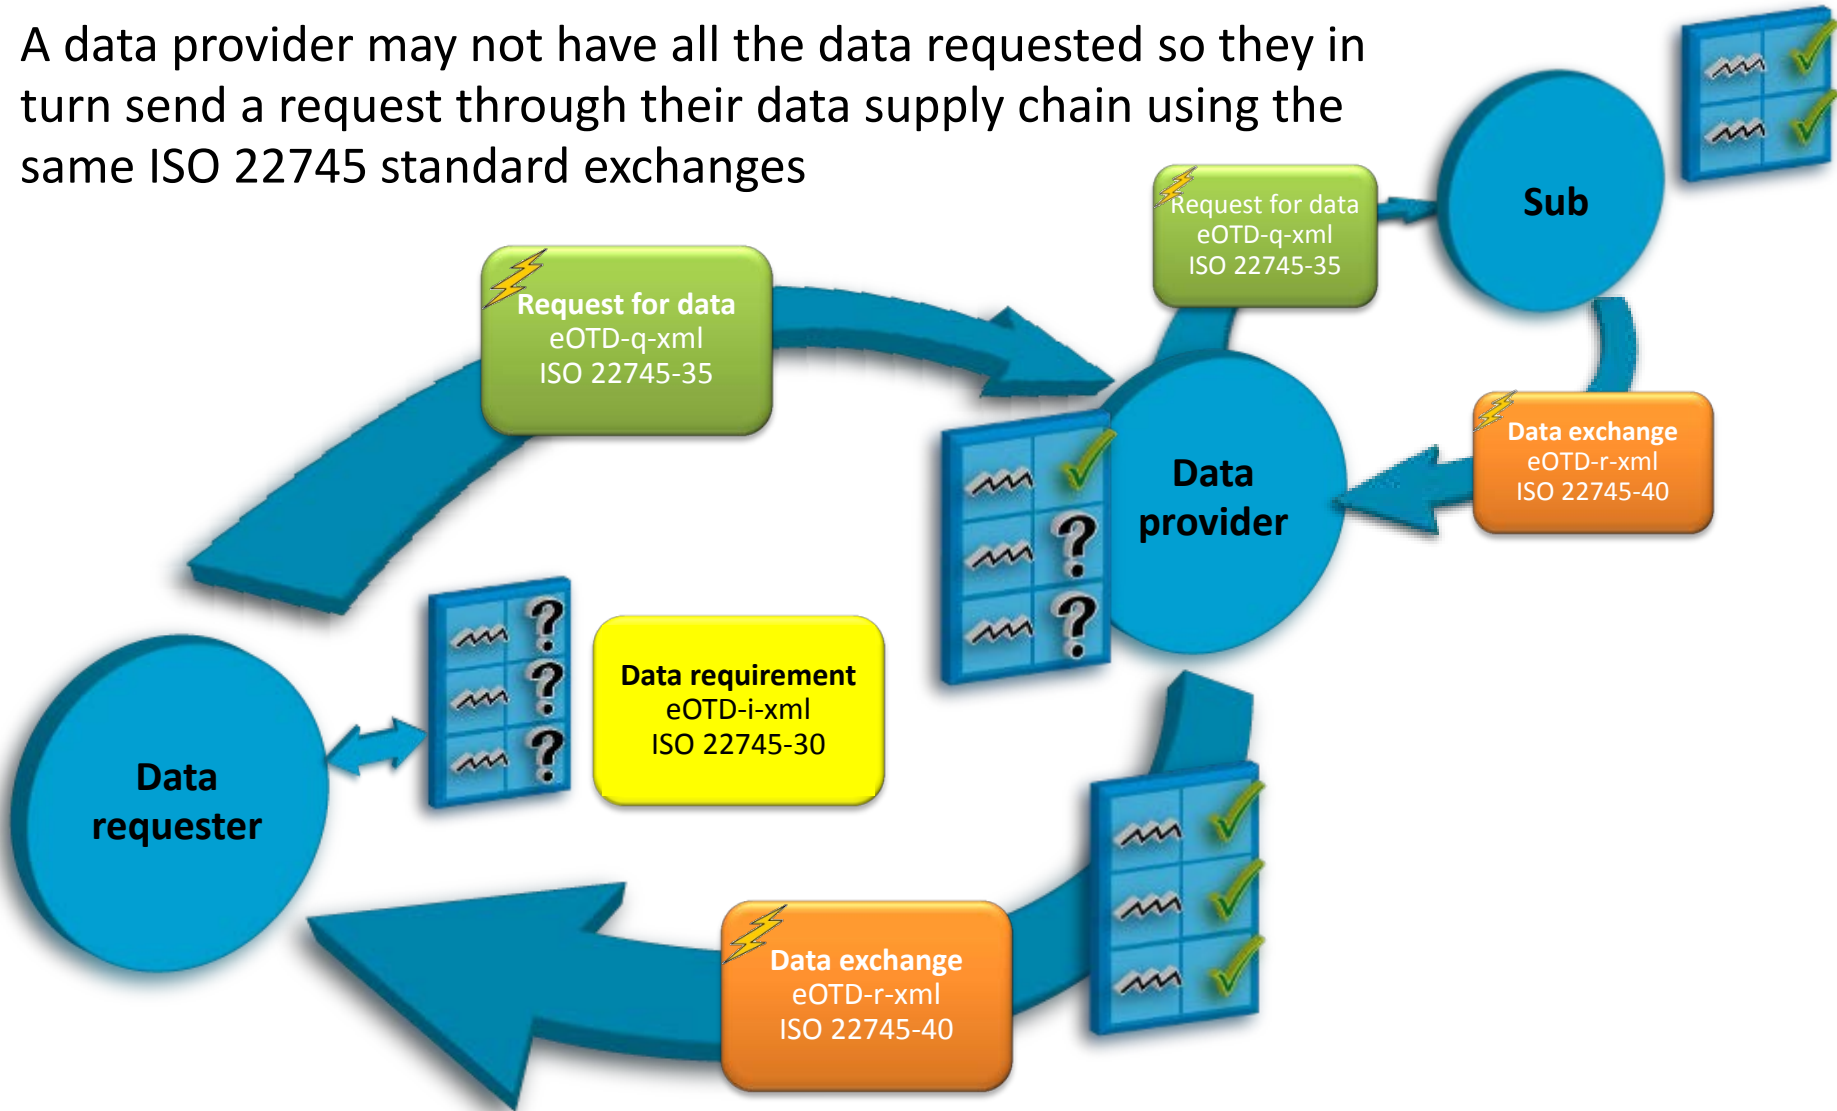 A data provider may not have all the data requested so they in
turn send a request through their data supply chain using the
same ISO 22745 standard exchanges
Sub
Request for data
eOTD-q-xml
ISO 22745-35
Request for data
eOTD-q-xml
ISO 22745-35
Data exchange
eOTD-r-xml
ISO 22745-40
Data
provider
Data requirement
eOTD-i-xml
ISO 22745-30
Data
requester
Data exchange
eOTD-r-xml
ISO 22745-40